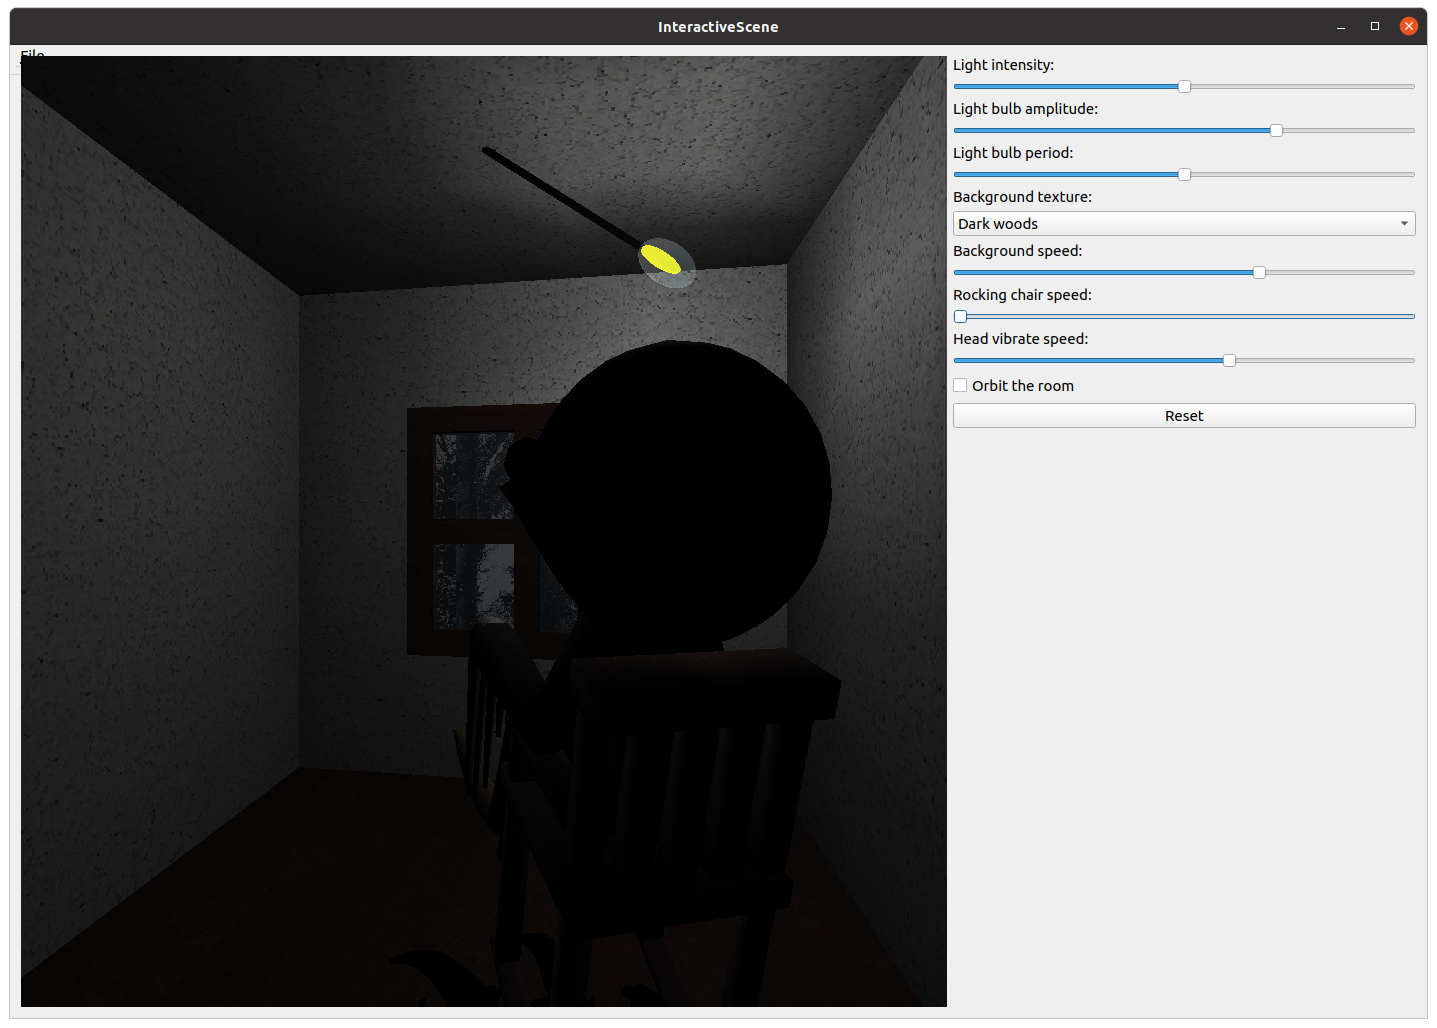 InteractiveScene
File
Light intensity:
Light bulb amplitude:
Light bulb period:
Background texture:
Dark woods
Background speed:
Rocking chair speed:
Head vibrate speed:
Orbit the room
Reset